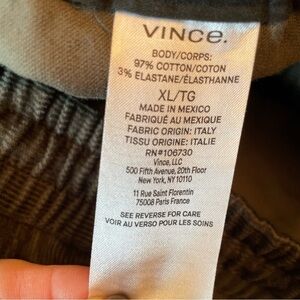 VINCE.
BODY/CORPS:
97% COTTON/COTON
3% ELASTANE/ÉLASTHANNE
XL/TG
MADE IN MEXICO
FABRIQUÉ AU MEXIQUE
FABRIC ORIGIN: ITALY
TISSU ORIGINE: ITALIE
RN#106730
Vince, LLC
500 Fifth Avenue, 20th Floor
New York, NY 10110
11 Rue Saint Florentin
75008 Paris France
SEE REVERSE FOR CARE
VOIR AU VERSO POUR LES SOINS